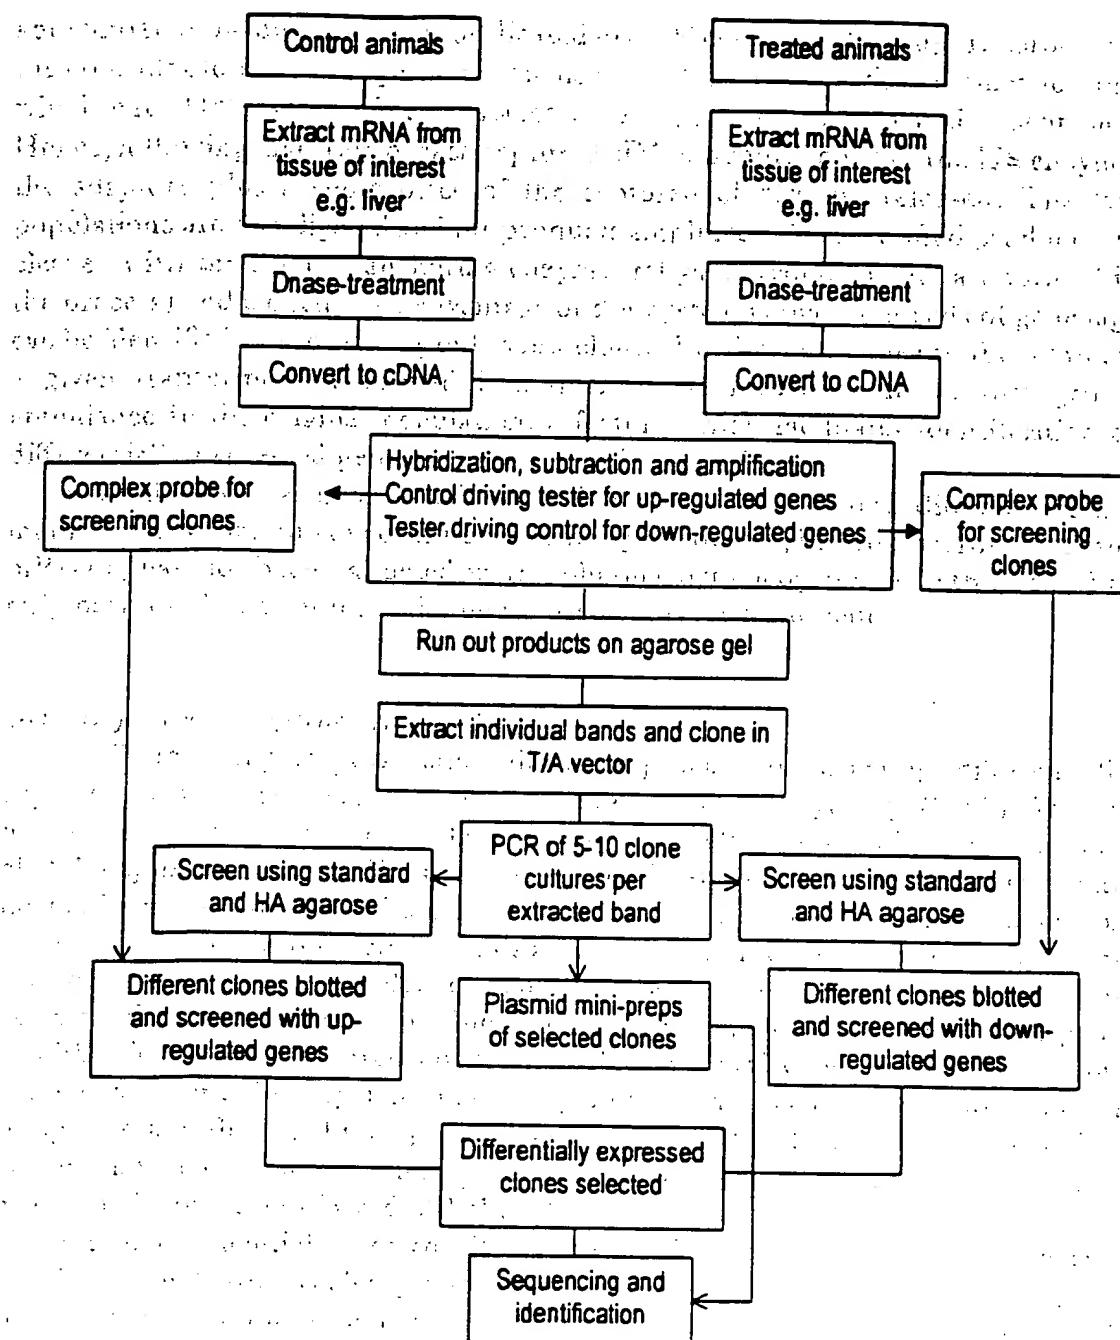 Control animals
Treated animals
Extract mRNA from
tissue of interest
e.g. liver
Extract mRNA from
tissue of interest
e.g. liver
Dnase-treatment
Dnase-treatment
Convert to cDNA
Convert to cDNA
Hybridization, subtraction and amplification
Control driving tester for up-regulated genes
Tester driving control for down-regulated genes
Complex probe for
screening clones
Complex probe
for screening
clones
Run out products on agarose gel
Extract individual bands and clone in
T/A vector
PCR of 5-10 clone
cultures per
extracted band
Screen using standard
and HA agarose
Screen using standard
and HA agarose
Different clones blotted
and screened with up-
regulated genes
Plasmid mini-preps
of selected clones
Different clones blotted
and screened with down-
regulated genes
Differentially expressed
clones selected
Sequencing and
identification